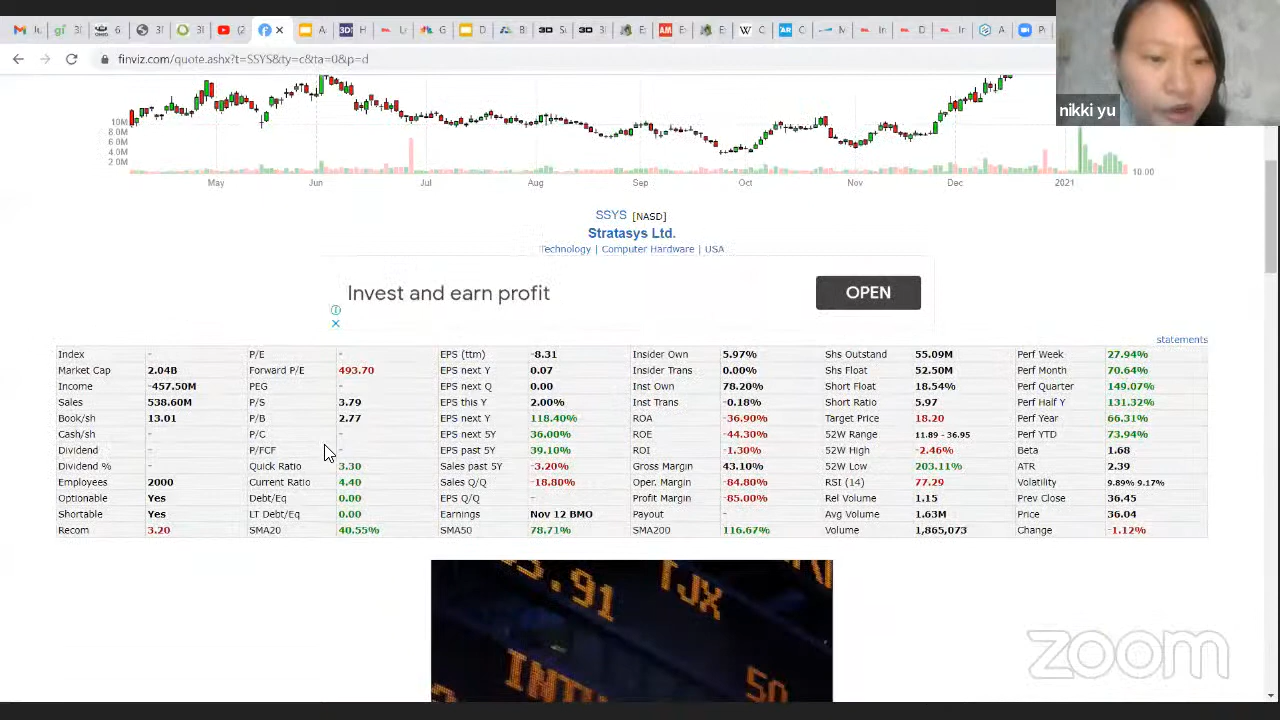 finviz.com/quote.ashx?t=SSYS&ty=c&ta=0&p=d
nikki yu
10M
8.0M
6.0M
4.0M
2.0M
10.00
May Jun Jul Aug Sep Oct Nov Dec 2021
SSYS [NASD]
Stratasys Ltd.
Technology | Computer Hardware | USA
Invest and earn profit
OPEN
statements
Index - P/E - EPS (ttm) -8.31 Insider Own 5.97% Shs Outstand 55.09M Perf Week 27.94%
Market Cap 2.04B Forward P/E 493.70 EPS next Y 0.07 Insider Trans 0.00% Shs Float 52.50M Perf Month 70.64%
Income -457.50M PEG - EPS next Q 0.00 Inst Own 78.20% Short Float 18.54% Perf Quarter 149.07%
Sales 538.60M P/S 3.79 EPS this Y 2.00% Inst Trans -0.18% Short Ratio 5.97 Perf Half Y 131.32%
Book/sh 13.01 P/B 2.77 EPS next Y 118.40% ROA -36.90% Target Price 18.20 Perf Year 66.31%
Cash/sh - P/C - EPS next 5Y 36.00% ROE -44.30% 52W Range 11.89 - 36.95 Perf YTD 73.94%
Dividend - P/FCF - EPS past 5Y 39.10% ROI -1.30% 52W High -2.46% Beta 1.68
Dividend % - Quick Ratio 3.30 Sales past 5Y -3.20% Gross Margin 43.10% 52W Low 203.11% ATR 2.39
Employees 2000 Current Ratio 4.40 Sales Q/Q -18.80% Oper. Margin -84.80% RSI (14) 77.29 Volatility 9.89% 9.17%
Optionable Yes Debt/Eq 0.00 EPS Q/Q - Profit Margin -85.00% Rel Volume 1.15 Prev Close 36.45
Shortable Yes LT Debt/Eq 0.00 Earnings Nov 12 BMO Payout - Avg Volume 1.63M Price 36.04
Recom 3.20 SMA20 40.55% SMA50 78.71% SMA200 116.67% Volume 1,865,073 Change -1.12%
TJX
50
zoom